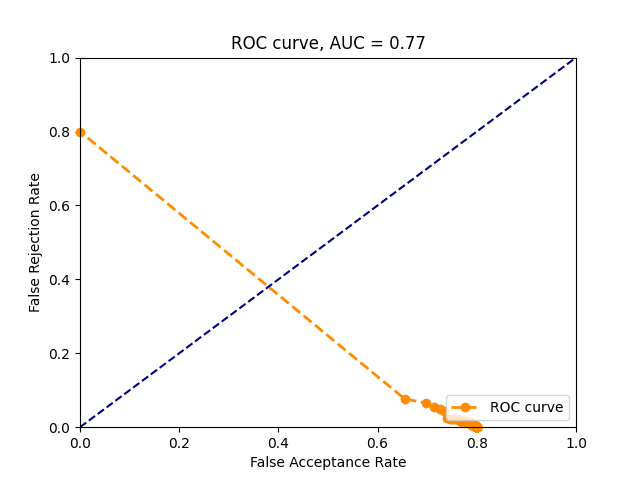 ROC curve, AUC = 0.77
1.0
0.8
0.6
0.4
0.2
0.0
False Rejection Rate
ROC curve
0.0 0.2 0.4 0.6 0.8 1.0
False Acceptance Rate